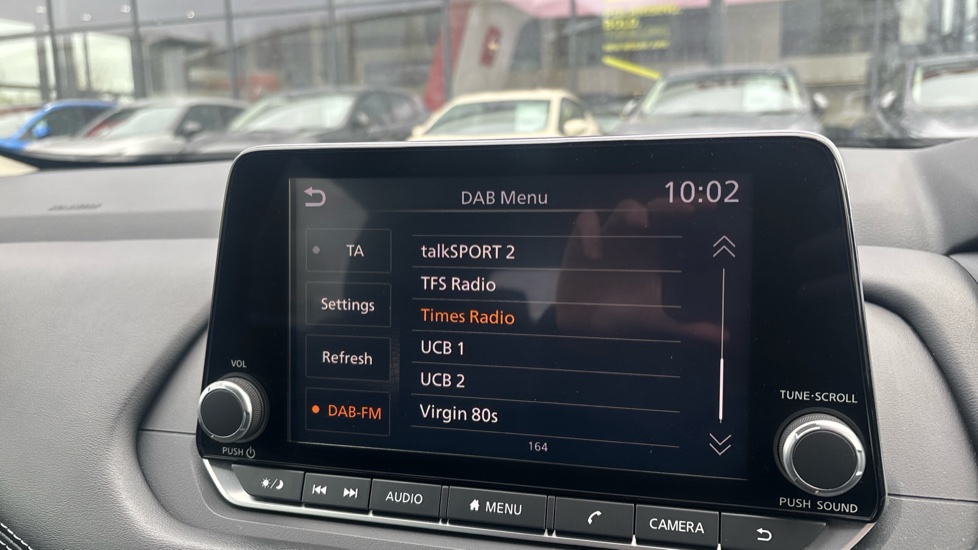 DAB Menu
10:02
TA
Settings
Refresh
DAB-FM
talkSPORT 2
TFS Radio
Times Radio
UCB 1
UCB 2
Virgin 80s
164
VOL
PUSH
TUNE·SCROLL
PUSH SOUND
AUDIO
MENU
CAMERA